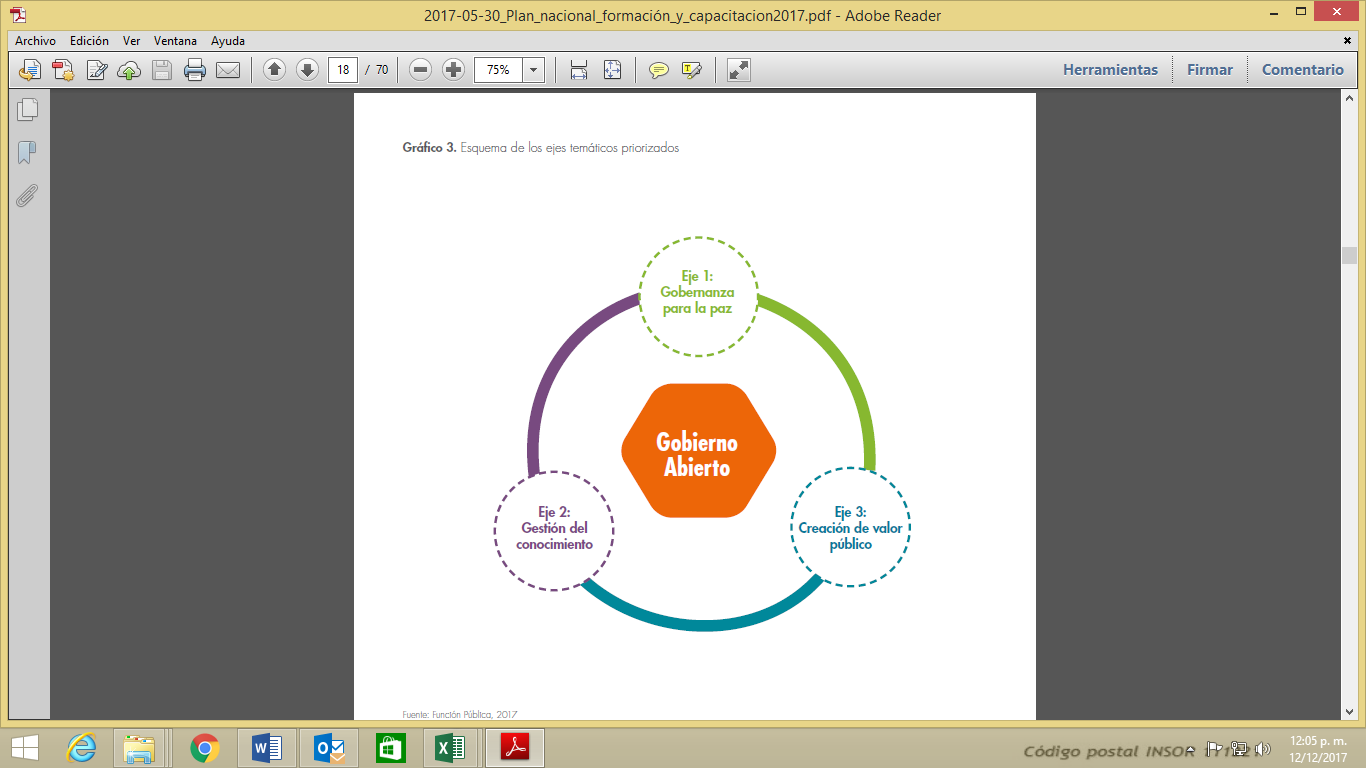 2017-05-30_Plan_nacional_formación_y_capacitacion2017.pdf - Adobe Reader
Archivo Edición Ver Ventana Ayuda
18 / 70 75% Herramientas Firmar Comentario
Gráfico 3. Esquema de los ejes temáticos priorizados
Eje 1:
Gobernanza
para la paz
Gobierno
Abierto
Eje 2:
Gestión del
conocimiento
Eje 3:
Creación de valor
público
Fuente: Función Pública, 2017
12:05 p. m.
Código postal INSOR
12/12/2017